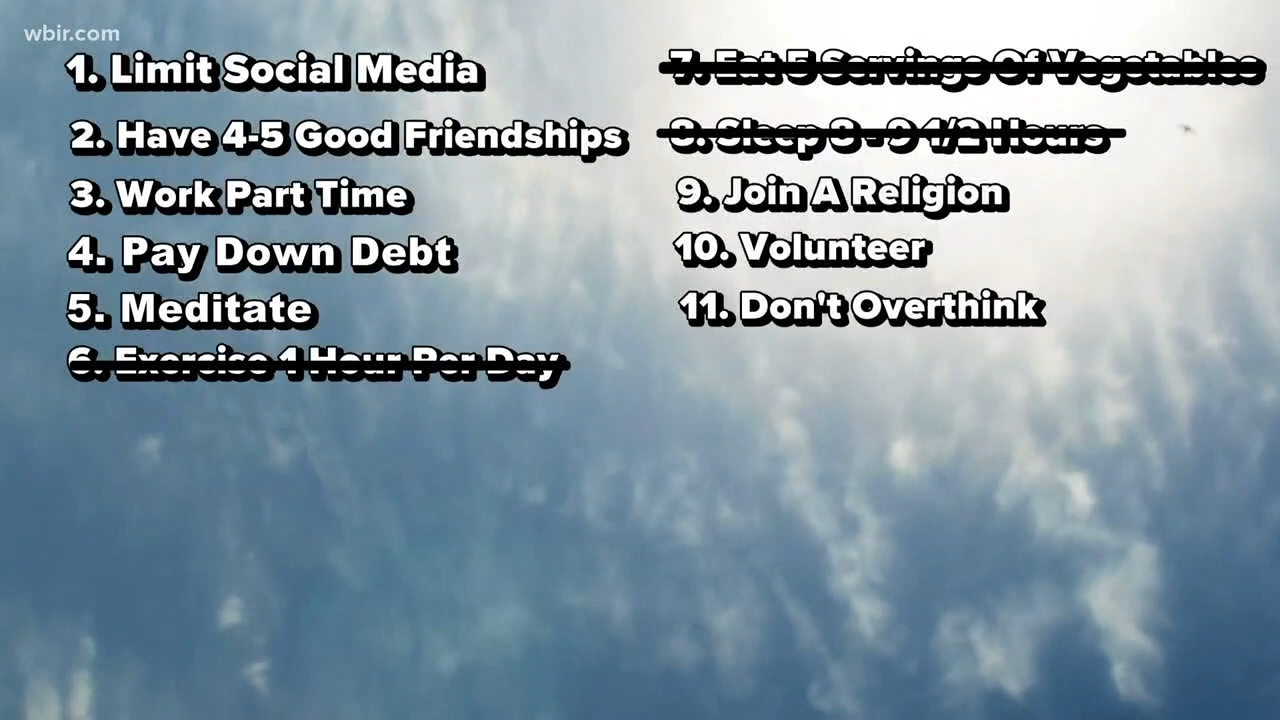 wbir.com
1. Limit Social Media
2. Have 4-5 Good Friendships
3. Work Part Time
4. Pay Down Debt
5. Meditate
6. Exercise 1 Hour Per Day
7. Eat 5 Servings Of Vegetables
8. Sleep 8 - 9 1/2 Hours
9. Join A Religion
10. Volunteer
11. Don't Overthink